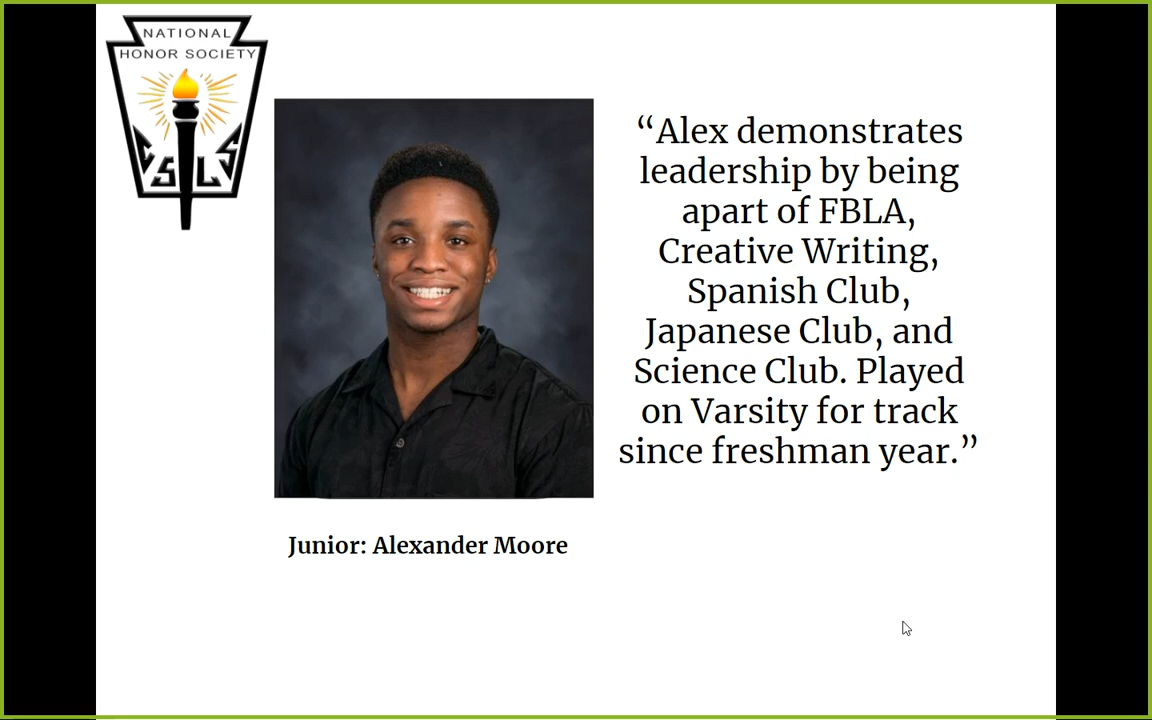 NATIONAL
HONOR SOCIETY
C S L S
“Alex demonstrates
leadership by being
apart of FBLA,
Creative Writing,
Spanish Club,
Japanese Club, and
Science Club. Played
on Varsity for track
since freshman year.”
Junior: Alexander Moore